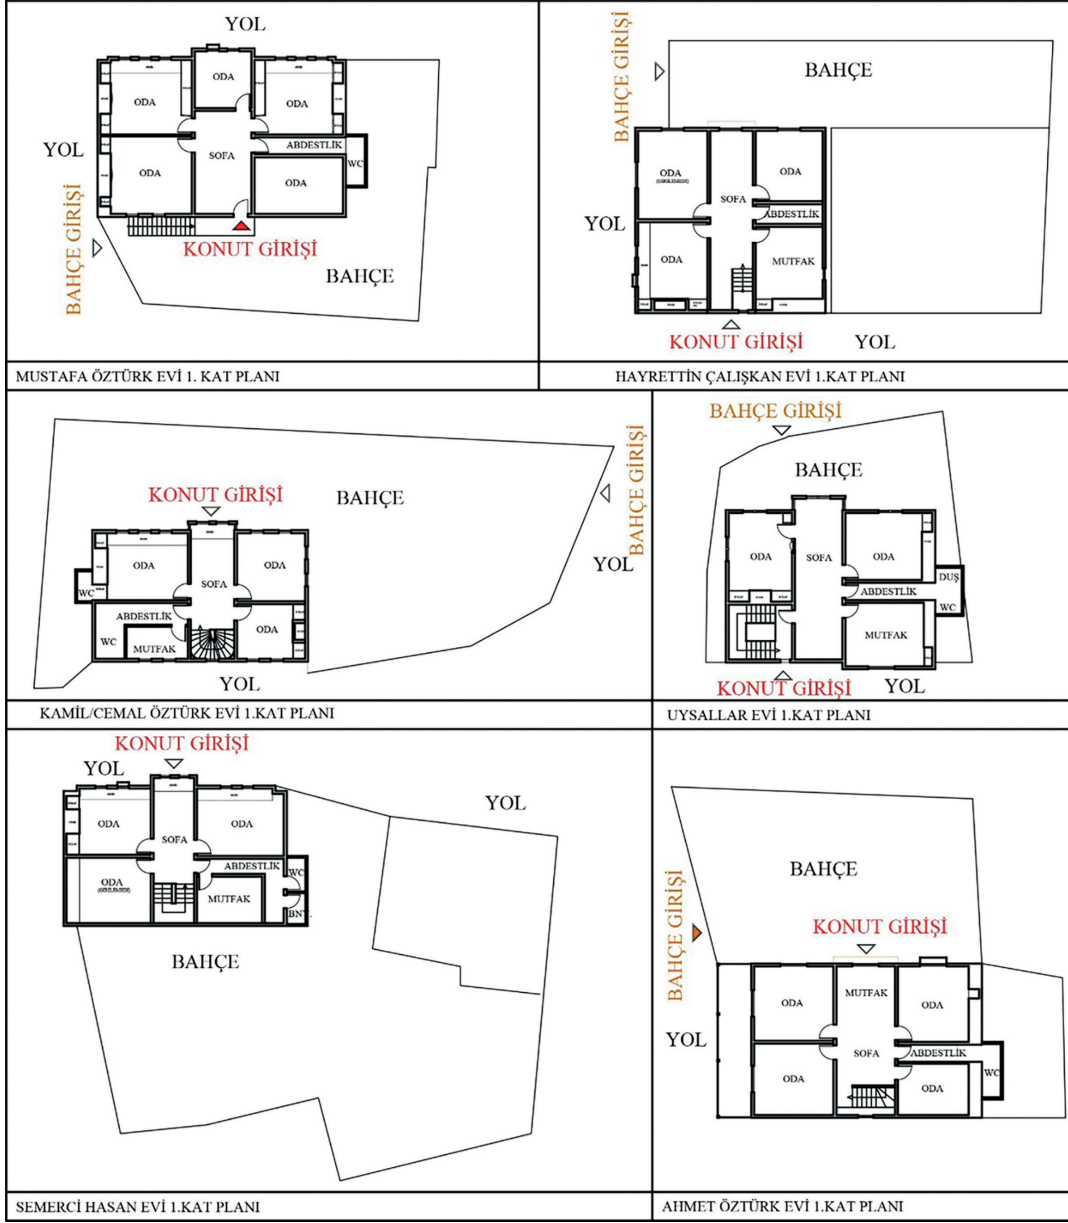 YOL
ODA
ODA
ODA
YOL
SOFA
ABDESTLİK
WC
ODA
ODA
BAHÇE GİRİŞİ
KONUT GİRİŞİ
BAHÇE
MUSTAFA ÖZTÜRK EVİ 1. KAT PLANI
BAHÇE GİRİŞİ
BAHÇE
ODA
ODA
SOFA
YOL
ABDESTLİK
ODA
MUTFAK
KONUT GİRİŞİ
YOL
HAYRETTİN ÇALIŞKAN EVİ 1.KAT PLANI
KONUT GİRİŞİ
BAHÇE
BAHÇE GİRİŞİ
YOL
ODA
SOFA
ODA
WC
ABDESTLİK
WC
MUTFAK
ODA
YOL
KAMİL/CEMAL ÖZTÜRK EVİ 1.KAT PLANI
BAHÇE GİRİŞİ
BAHÇE
ODA
SOFA
ODA
DUŞ
ABDESTLİK
WC
MUTFAK
KONUT GİRİŞİ
YOL
UYSALLAR EVİ 1.KAT PLANI
KONUT GİRİŞİ
YOL
YOL
ODA
SOFA
ODA
ABDESTLİK
WC
ODA
MUTFAK
BNY.
BAHÇE
SEMERCİ HASAN EVİ 1.KAT PLANI
BAHÇE
BAHÇE GİRİŞİ
KONUT GİRİŞİ
YOL
ODA
MUTFAK
ODA
SOFA
ABDESTLİK
WC
ODA
ODA
AHMET ÖZTÜRK EVİ 1.KAT PLANI